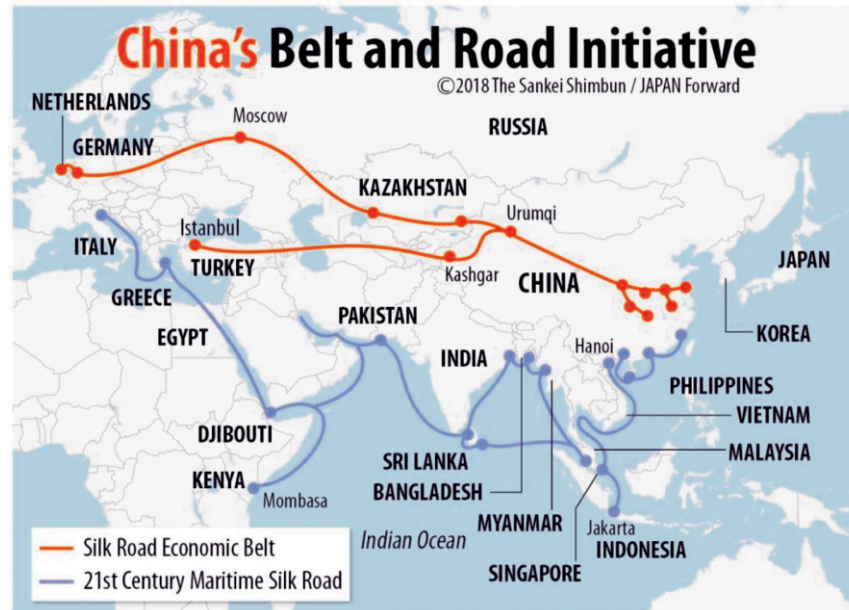 China's Belt and Road Initiative
©2018 The Sankei Shimbun / JAPAN Forward
NETHERLANDS
Moscow
RUSSIA
GERMANY
KAZAKHSTAN
Urumqi
Istanbul
ITALY
TURKEY
Kashgar
CHINA
JAPAN
GREECE
PAKISTAN
EGYPT
KOREA
INDIA
Hanoi
PHILIPPINES
VIETNAM
DJIBOUTI
MALAYSIA
SRI LANKA
KENYA
Mombasa
BANGLADESH
MYANMAR
Jakarta
Indian Ocean
INDONESIA
SINGAPORE
Silk Road Economic Belt
21st Century Maritime Silk Road